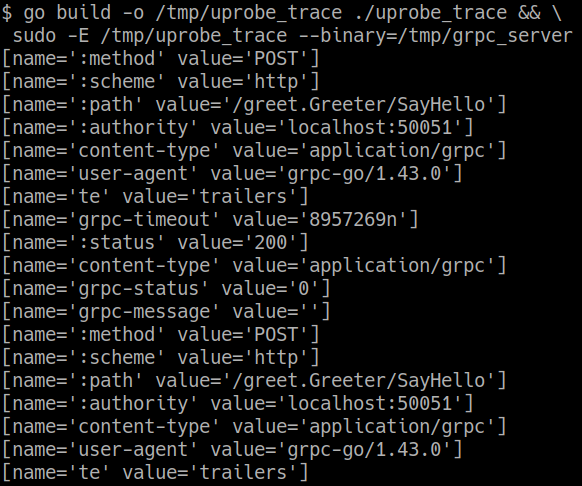 $ go build -o /tmp/uprobe_trace ./uprobe_trace && \
sudo -E /tmp/uprobe_trace --binary=/tmp/grpc_server
[name=':method' value='POST']
[name=':scheme' value='http']
[name=':path' value='/greet.Greeter/SayHello']
[name=':authority' value='localhost:50051']
[name='content-type' value='application/grpc']
[name='user-agent' value='grpc-go/1.43.0']
[name='te' value='trailers']
[name='grpc-timeout' value='8957269n']
[name=':status' value='200']
[name='content-type' value='application/grpc']
[name='grpc-status' value='0']
[name='grpc-message' value='']
[name=':method' value='POST']
[name=':scheme' value='http']
[name=':path' value='/greet.Greeter/SayHello']
[name=':authority' value='localhost:50051']
[name='content-type' value='application/grpc']
[name='user-agent' value='grpc-go/1.43.0']
[name='te' value='trailers']